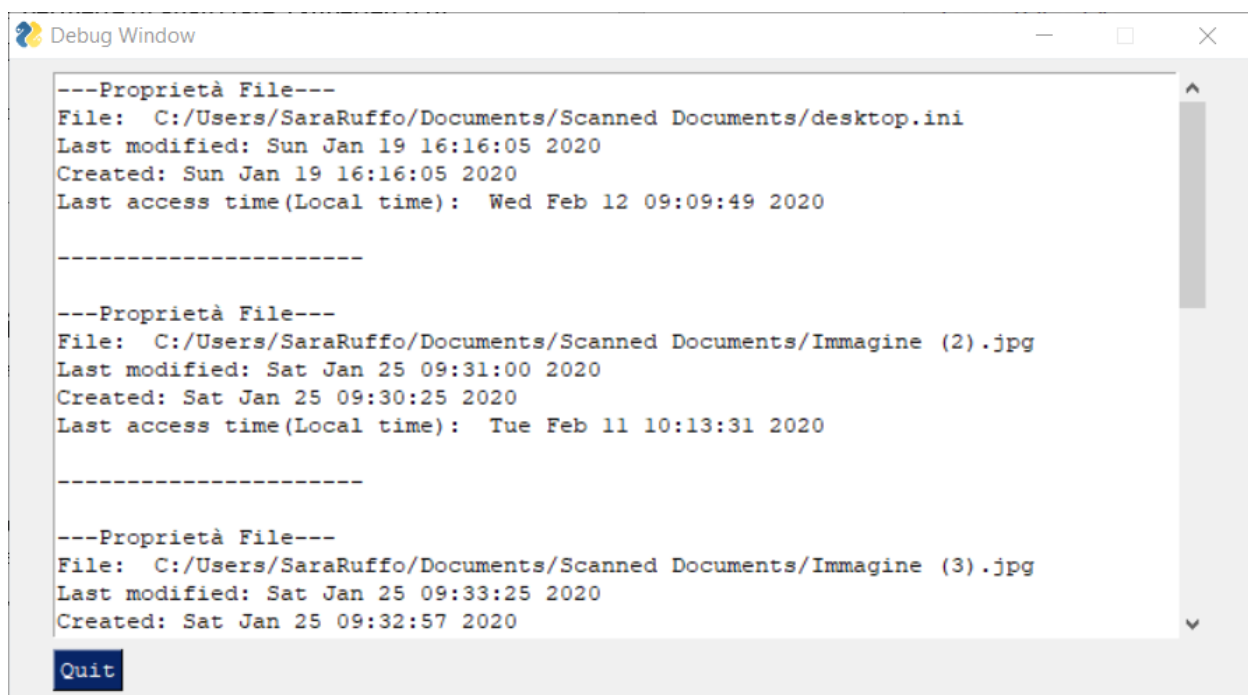 Debug Window
---Proprietà File---
File:  C:/Users/SaraRuffo/Documents/Scanned Documents/desktop.ini
Last modified: Sun Jan 19 16:16:05 2020
Created: Sun Jan 19 16:16:05 2020
Last access time(Local time):  Wed Feb 12 09:09:49 2020
----------------------
---Proprietà File---
File:  C:/Users/SaraRuffo/Documents/Scanned Documents/Immagine (2).jpg
Last modified: Sat Jan 25 09:31:00 2020
Created: Sat Jan 25 09:30:25 2020
Last access time(Local time):  Tue Feb 11 10:13:31 2020
----------------------
---Proprietà File---
File:  C:/Users/SaraRuffo/Documents/Scanned Documents/Immagine (3).jpg
Last modified: Sat Jan 25 09:33:25 2020
Created: Sat Jan 25 09:32:57 2020
Quit